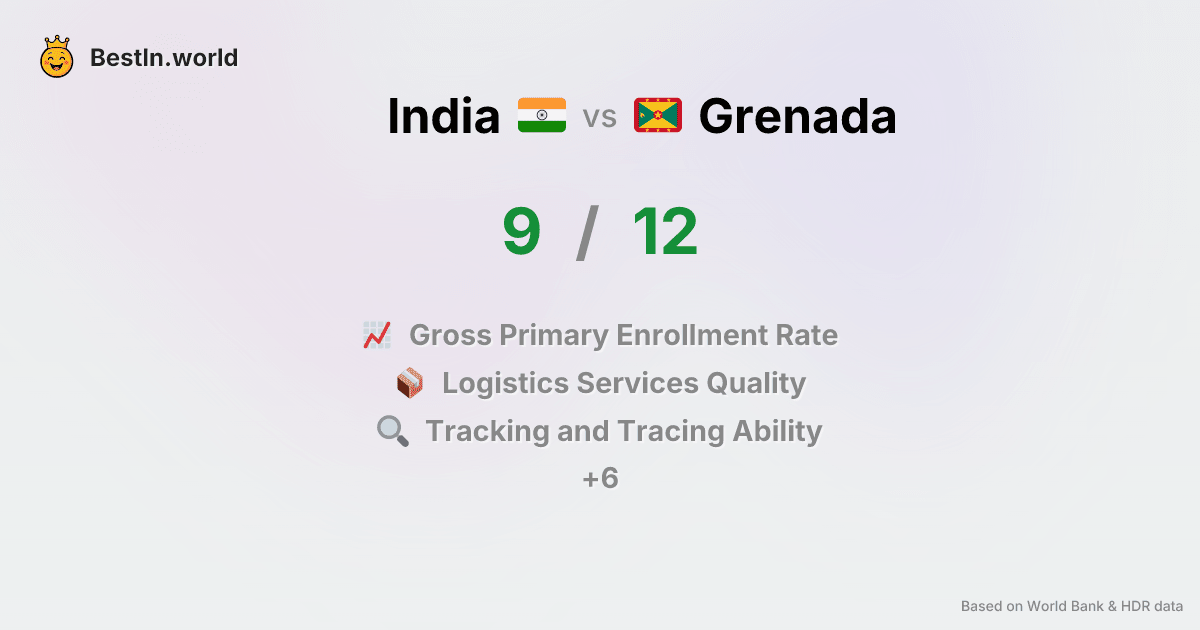 BestIn.world
India vs Grenada
9 / 12
Gross Primary Enrollment Rate
Logistics Services Quality
Tracking and Tracing Ability
+6
Based on World Bank & HDR data